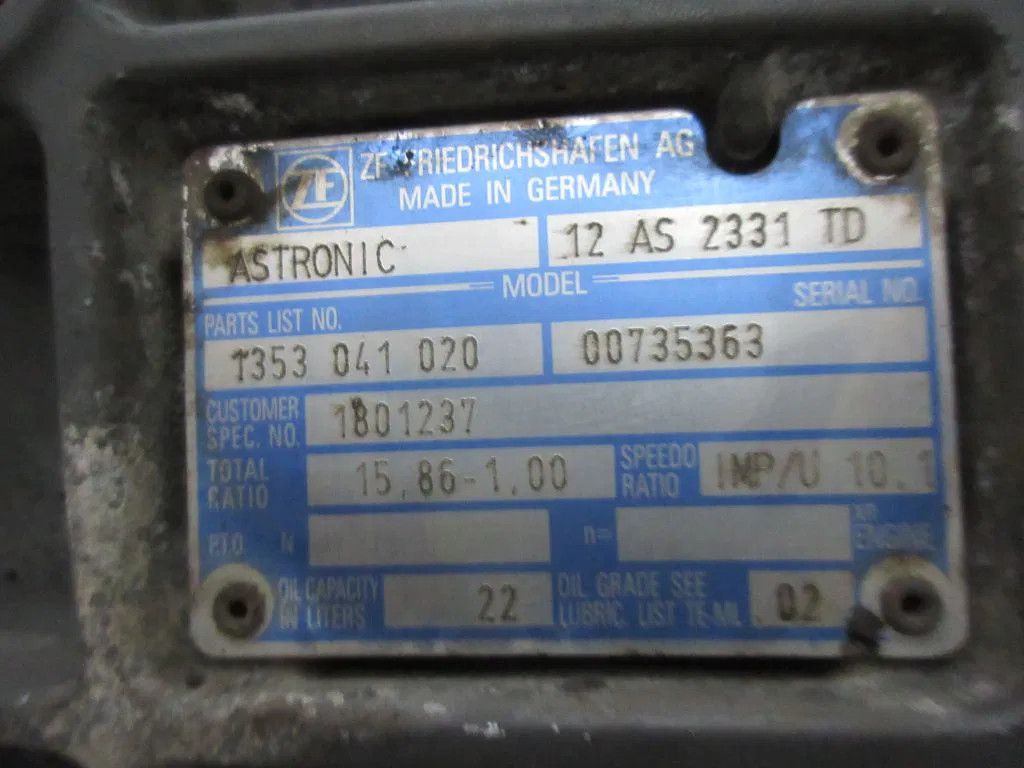 ZF
ZF FRIEDRICHSHAFEN AG
MADE IN GERMANY
ASTRONIC
12 AS 2331 TD
MODEL
SERIAL NO.
PARTS LIST NO.
1353 041 020
00735363
CUSTOMER
SPEC. NO.
1801237
TOTAL
RATIO
15,86-1,00
SPEEDO
RATIO
IMP/U 10.1
P.T.O N
n=
ENGINE
OIL CAPACITY
IN LITERS
22
OIL GRADE SEE
LUBRIC. LIST TE-ML
02